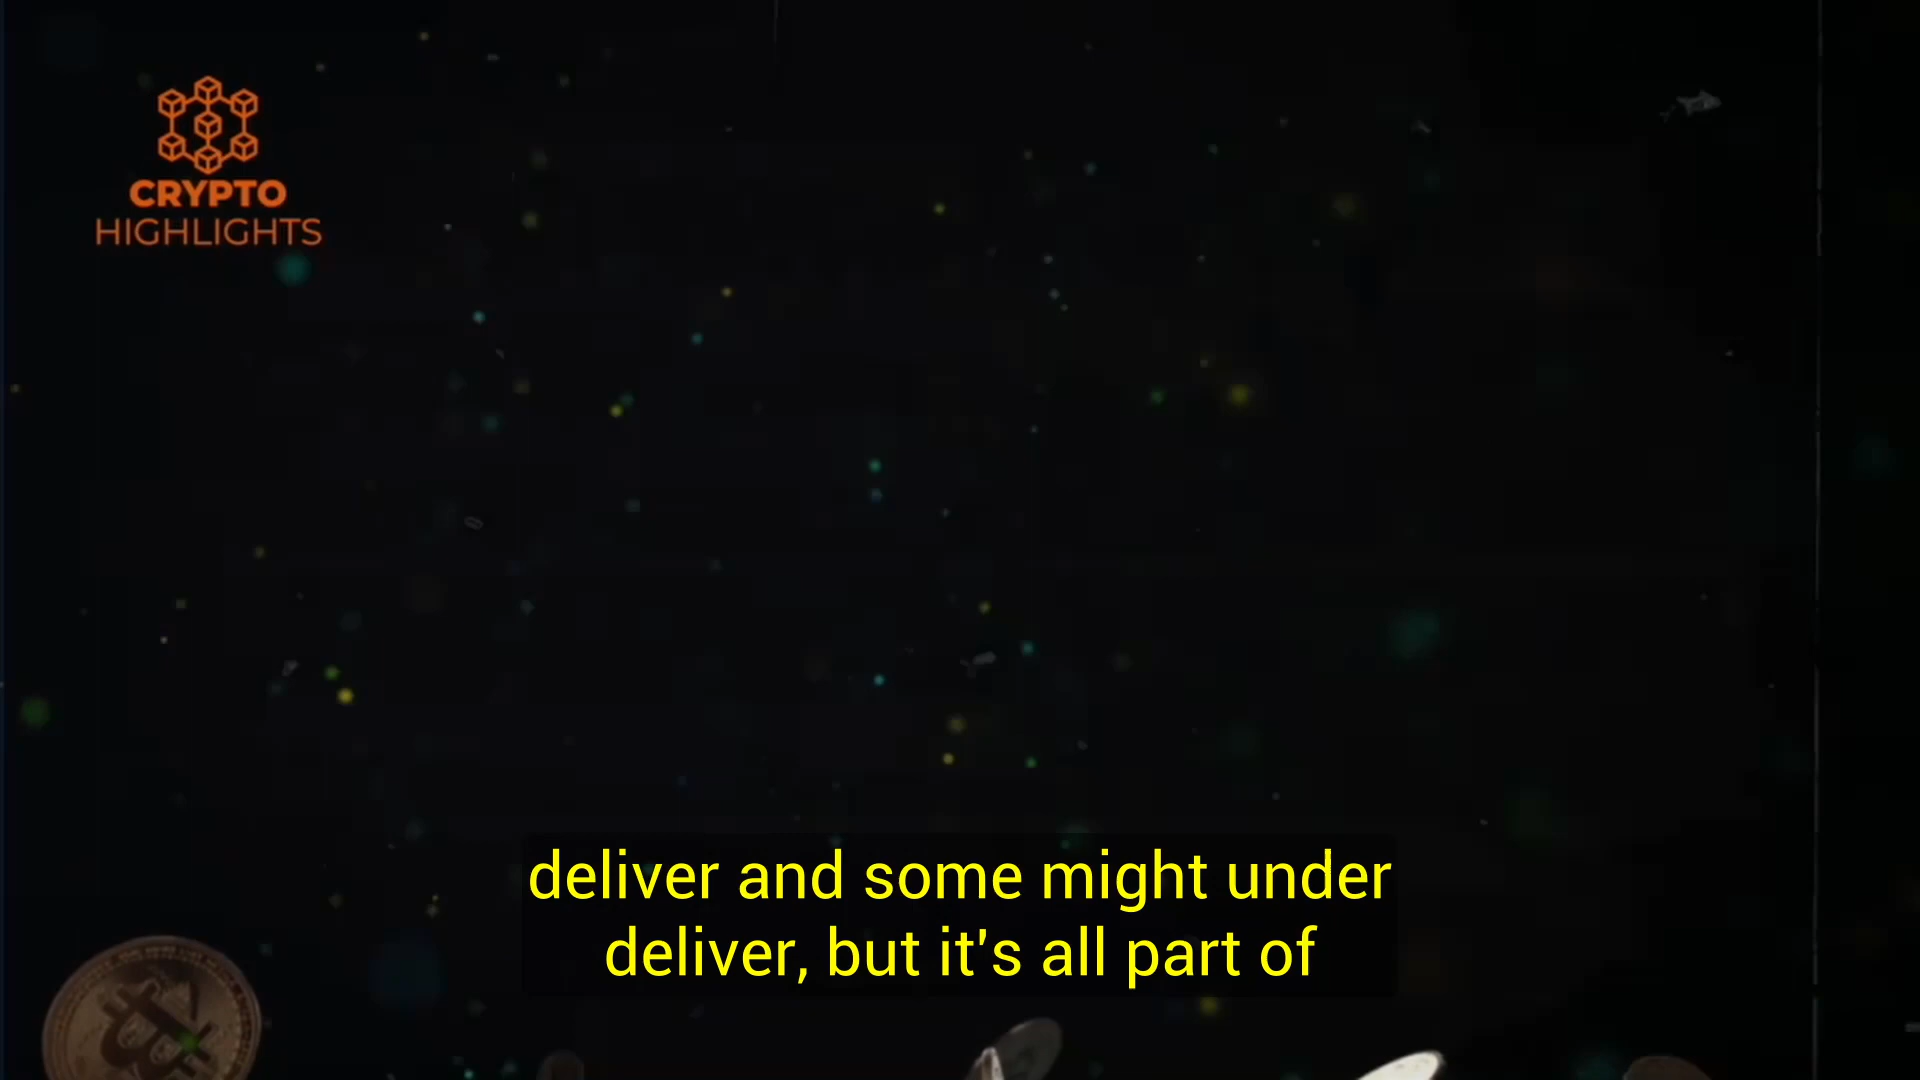 CRYPTO
HIGHLIGHTS
deliver and some might under
deliver, but it's all part of